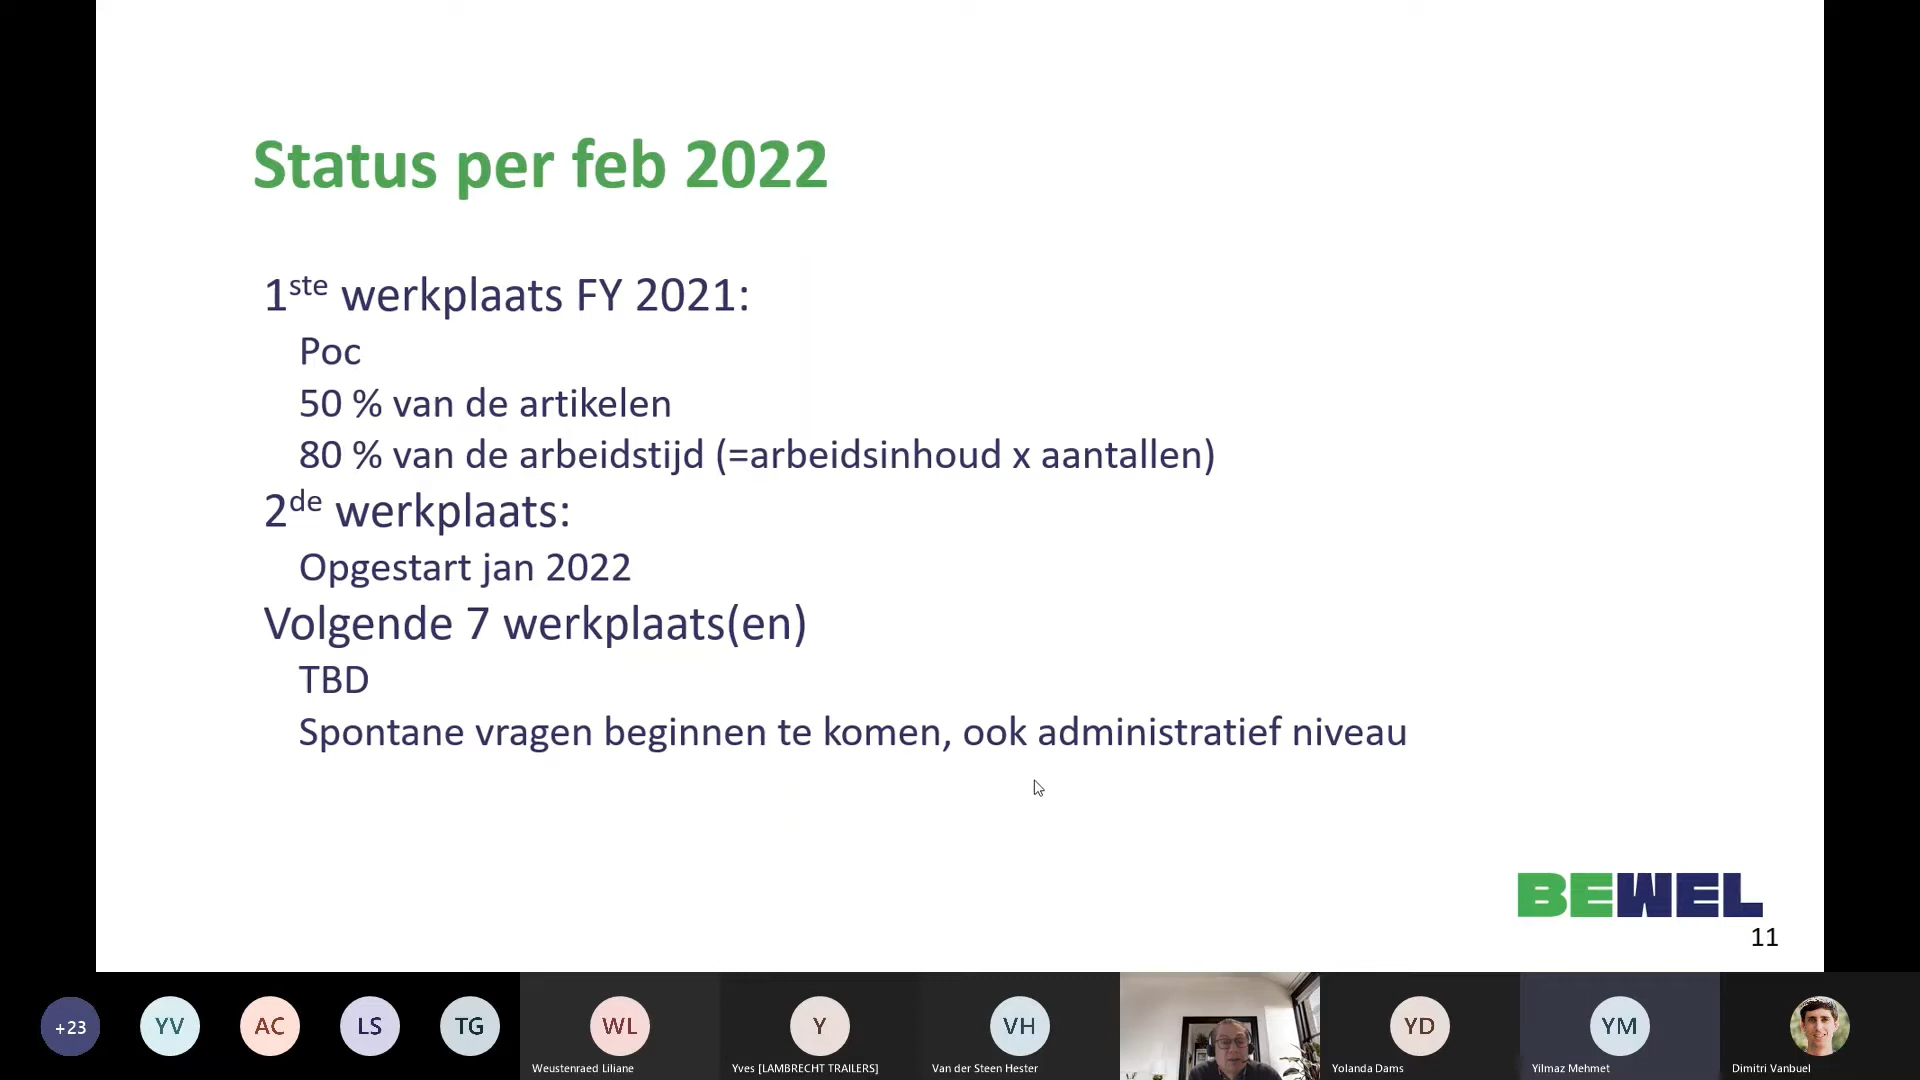 Status per feb 2022
1ste werkplaats FY 2021:
Poc
50 % van de artikelen
80 % van de arbeidstijd (=arbeidsinhoud x aantallen)
2de werkplaats:
Opgestart jan 2022
Volgende 7 werkplaats(en)
TBD
Spontane vragen beginnen te komen, ook administratief niveau
BEWEL
11
+23 YV AC LS TG WL Y VH YD YM
Weustenraed Liliane Yves [LAMBRECHT TRAILERS] Van der Steen Hester Yolanda Dams Yilmaz Mehmet Dimitri Vanbuel